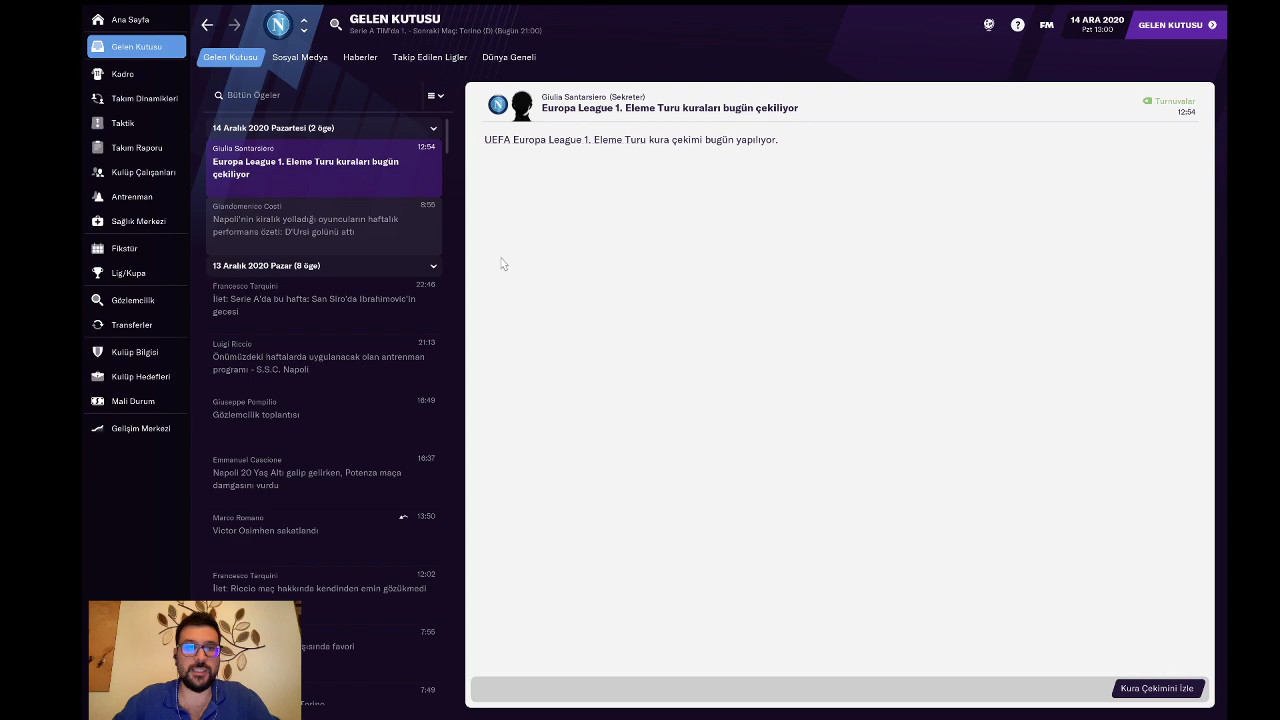 Ana Sayfa
Gelen Kutusu
Kadro
Takım Dinamikleri
Taktik
Takım Raporu
Kulüp Çalışanları
Antrenman
Sağlık Merkezi
Fikstür
Lig/Kupa
Gözlemcilik
Transferler
Kulüp Bilgisi
Kulüp Hedefleri
Mali Durum
Gelişim Merkezi
N
GELEN KUTUSU
Serie A TIM'da 1. - Sonraki Maç: Torino (D) (Bugün 21:00)
?
FM
14 ARA 2020
Pzt 13:00
GELEN KUTUSU
Gelen Kutusu Sosyal Medya Haberler Takip Edilen Ligler Dünya Geneli
Bütün Ögeler
14 Aralık 2020 Pazartesi (2 öge)
Giulia Santarsiero 12:54
Europa League 1. Eleme Turu kuraları bugün
çekiliyor
Giandomenico Costi 8:55
Napoli'nin kiralık yolladığı oyuncuların haftalık
performans özeti: D'Ursi golünü attı
13 Aralık 2020 Pazar (8 öge)
Francesco Tarquini 22:46
İlet: Serie A'da bu hafta: San Siro'da Ibrahimovic'in
gecesi
Luigi Riccio 21:13
Önümüzdeki haftalarda uygulanacak olan antrenman
programı - S.S.C. Napoli
Giuseppe Pompilio 16:49
Gözlemcilik toplantısı
Emmanuel Cascione 16:37
Napoli 20 Yaş Altı galip gelirken, Potenza maça
damgasını vurdu
Marco Romano 13:50
Victor Osimhen sakatlandı
Francesco Tarquini 12:02
İlet: Riccio maç hakkında kendinden emin gözükmedi
7:55
favori
7:49
Giulia Santarsiero (Sekreter)
Europa League 1. Eleme Turu kuraları bugün çekiliyor
Turnuvalar
12:54
UEFA Europa League 1. Eleme Turu kura çekimi bugün yapılıyor.
Kura Çekimini İzle